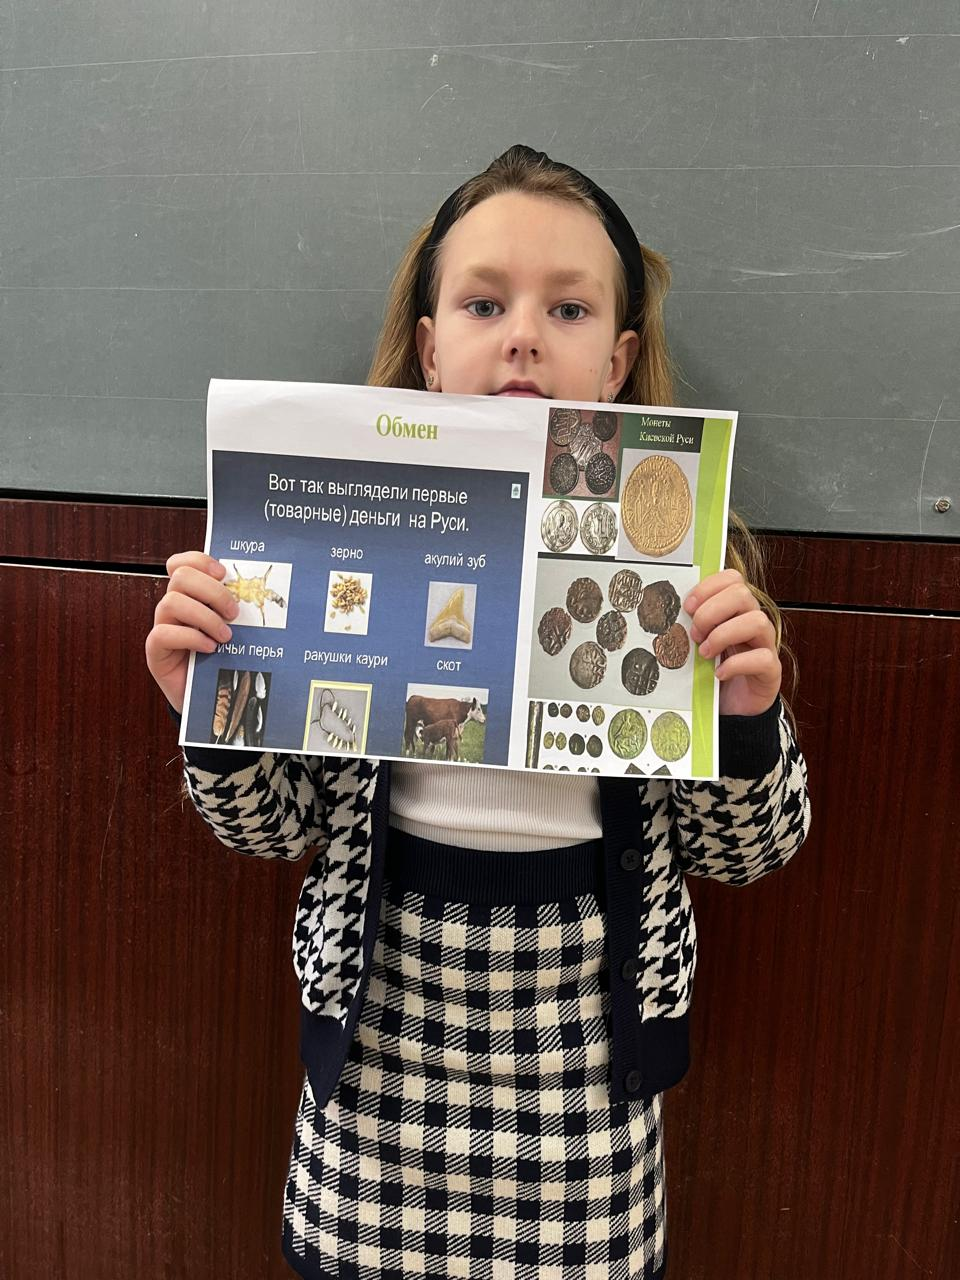 Обмен
Вот так выглядели первые
(товарные) деньги на Руси.
шкура зерно акулий зуб
перья ракушки каури скот
Монеты
Киевской Руси